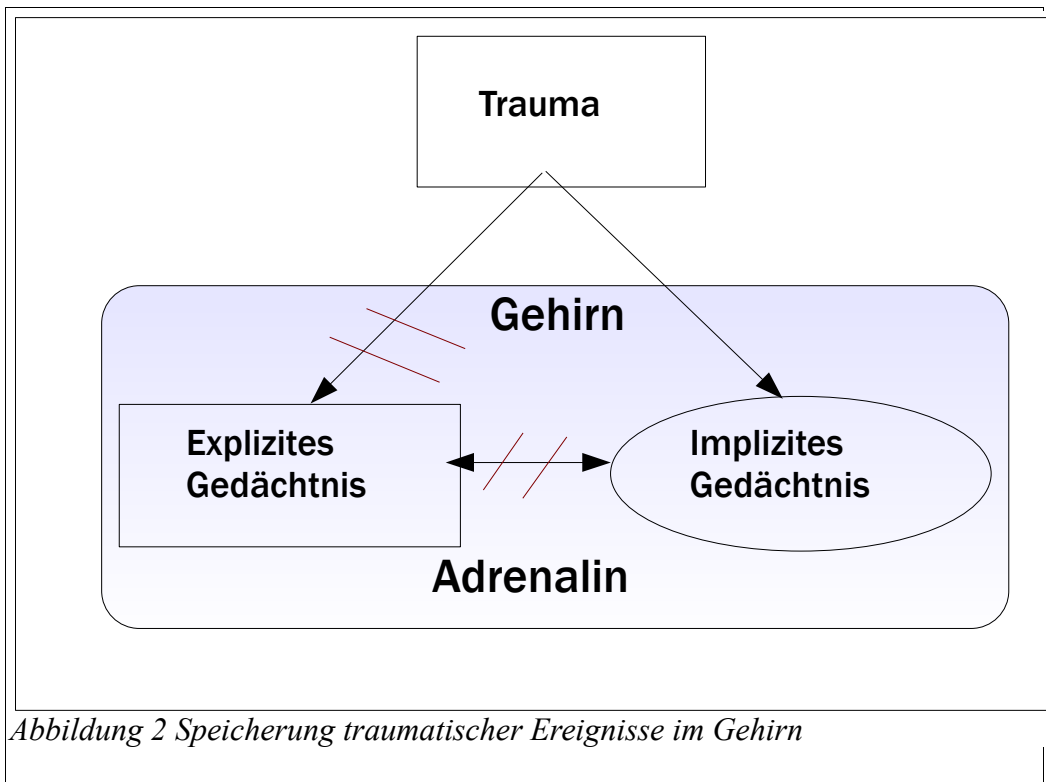 Trauma
Gehirn
Explizites
Gedächtnis
Implizites
Gedächtnis
Adrenalin
Abbildung 2 Speicherung traumatischer Ereignisse im Gehirn